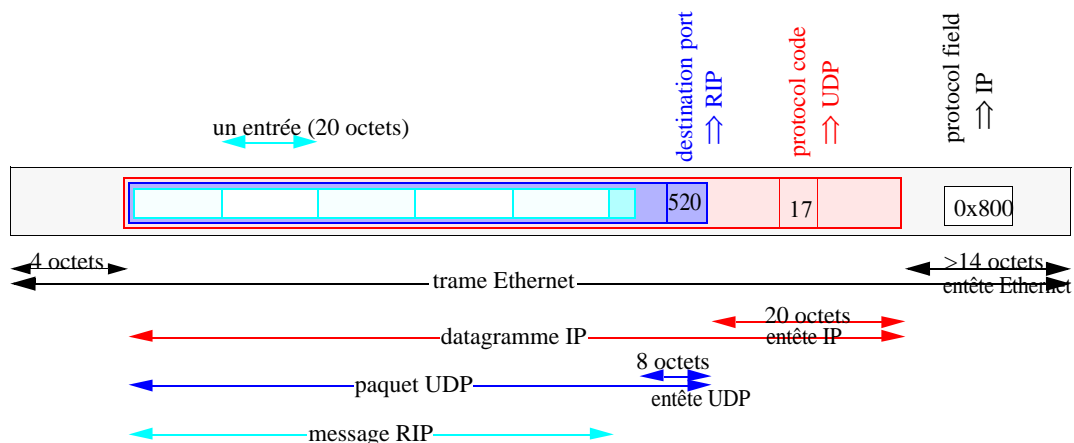 destination port
⇒ RIP
protocol code
⇒ UDP
protocol field
⇒ IP
un entrée (20 octets)
520
17
0x800
4 octets
>14 octets
trame Ethernet
entête Ethernet
20 octets
datagramme IP
entête IP
8 octets
paquet UDP
entête UDP
message RIP